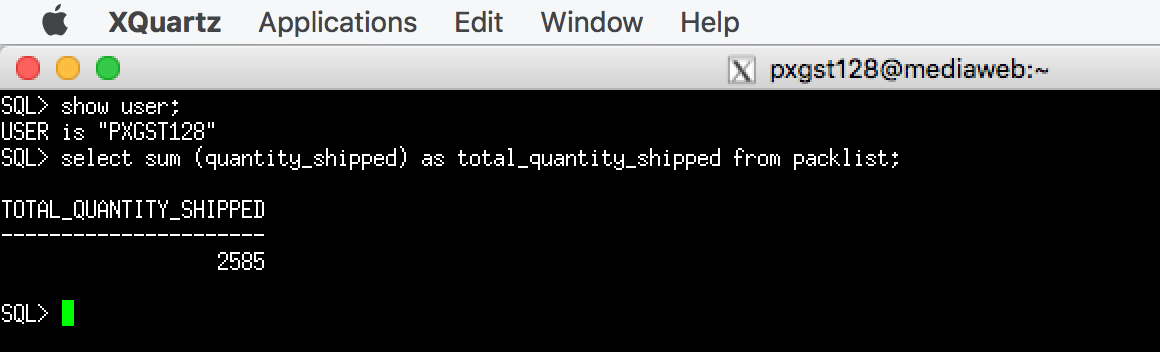 XQuartz Applications Edit Window Help
X pxgst128@mediaweb:~
SQL> show user;
USER is "PXGST128"
SQL> select sum (quantity_shipped) as total_quantity_shipped from packlist;
TOTAL_QUANTITY_SHIPPED
----------------------
2585
SQL>